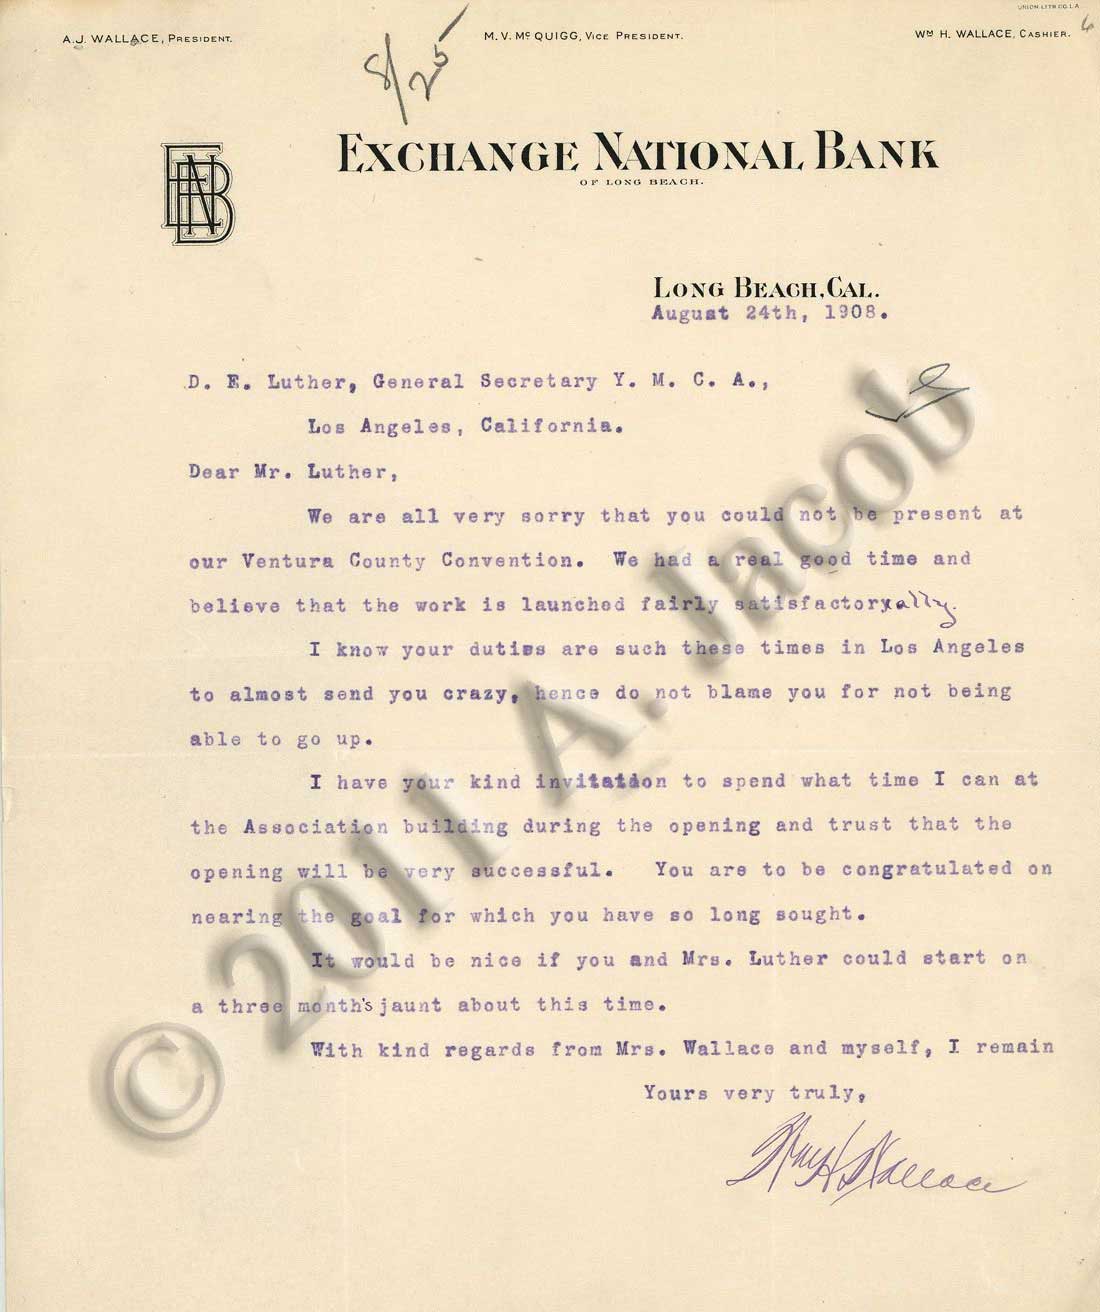 UNION LITH CO. L.A.
6
A.J. WALLACE, PRESIDENT.
M. V. Mc QUIGG, VICE PRESIDENT.
Wm H. WALLACE, CASHIER.
8/25
ENB
EXCHANGE NATIONAL BANK
OF LONG BEACH.
LONG BEACH, CAL.
August 24th, 1908.
D. E. Luther, General Secretary Y. M. C. A.,
Los Angeles, California.
Dear Mr. Luther,
We are all very sorry that you could not be present at
our Ventura County Convention. We had a real good time and
believe that the work is launched fairly satisfactorxally.
I know your duties are such these times in Los Angeles
to almost send you crazy, hence do not blame you for not being
able to go up.
I have your kind invitation to spend what time I can at
the Association building during the opening and trust that the
opening will be very successful. You are to be congratulated on
nearing the goal for which you have so long sought.
It would be nice if you and Mrs. Luther could start on
a three month's jaunt about this time.
With kind regards from Mrs. Wallace and myself, I remain
Yours very truly,
Wm H Wallace
© 2011 A. Jacob